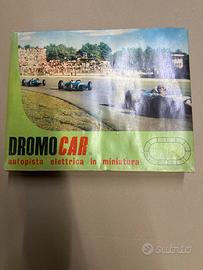 DROMOCAR
autopista elettrica in miniatura
subito